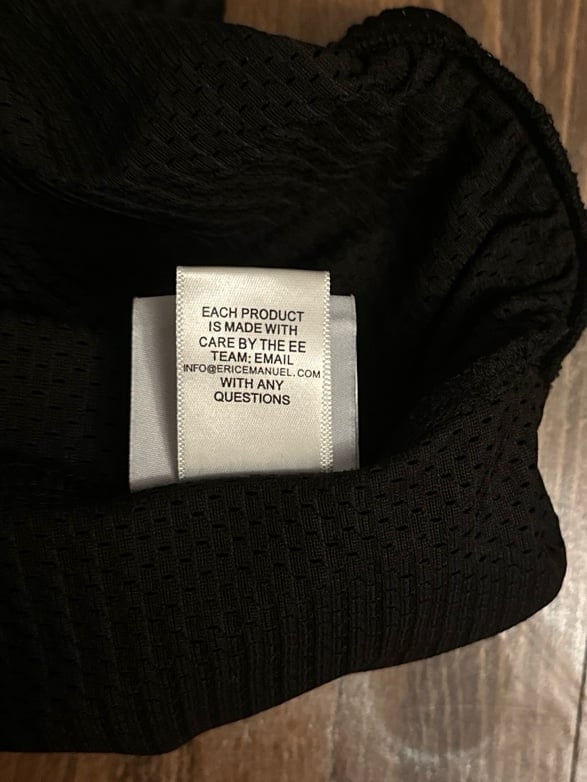 EACH PRODUCT
IS MADE WITH
CARE BY THE EE
TEAM; EMAIL
INFO@ERICEMANUEL.COM
WITH ANY
QUESTIONS